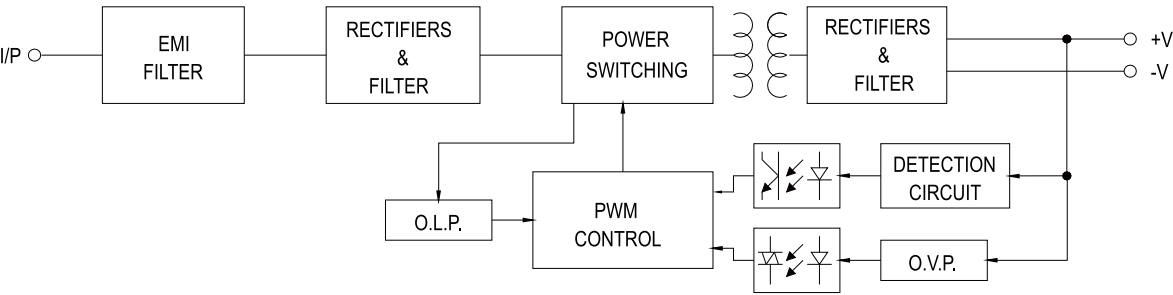 I/P
EMI
FILTER
RECTIFIERS
&
FILTER
POWER
SWITCHING
RECTIFIERS
&
FILTER
+V
-V
O.L.P.
PWM
CONTROL
DETECTION
CIRCUIT
O.V.P.